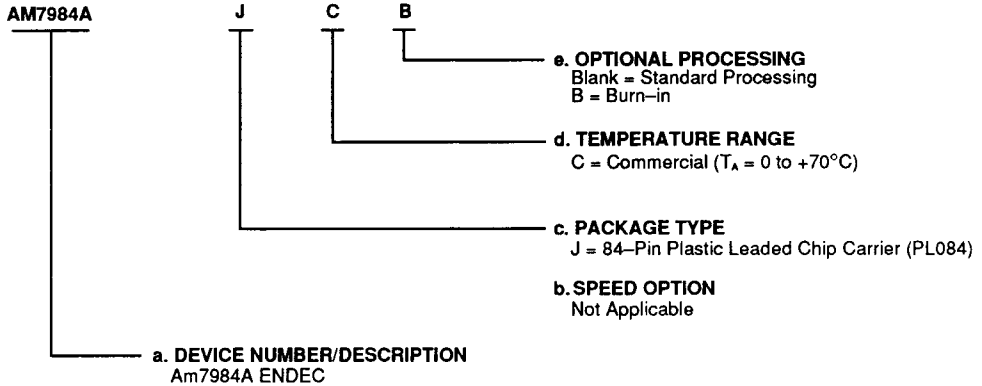 AM7984A J C B
e. OPTIONAL PROCESSING
Blank = Standard Processing
B = Burn–in
d. TEMPERATURE RANGE
C = Commercial (TA = 0 to +70°C)
c. PACKAGE TYPE
J = 84–Pin Plastic Leaded Chip Carrier (PL084)
b. SPEED OPTION
Not Applicable
a. DEVICE NUMBER/DESCRIPTION
Am7984A ENDEC